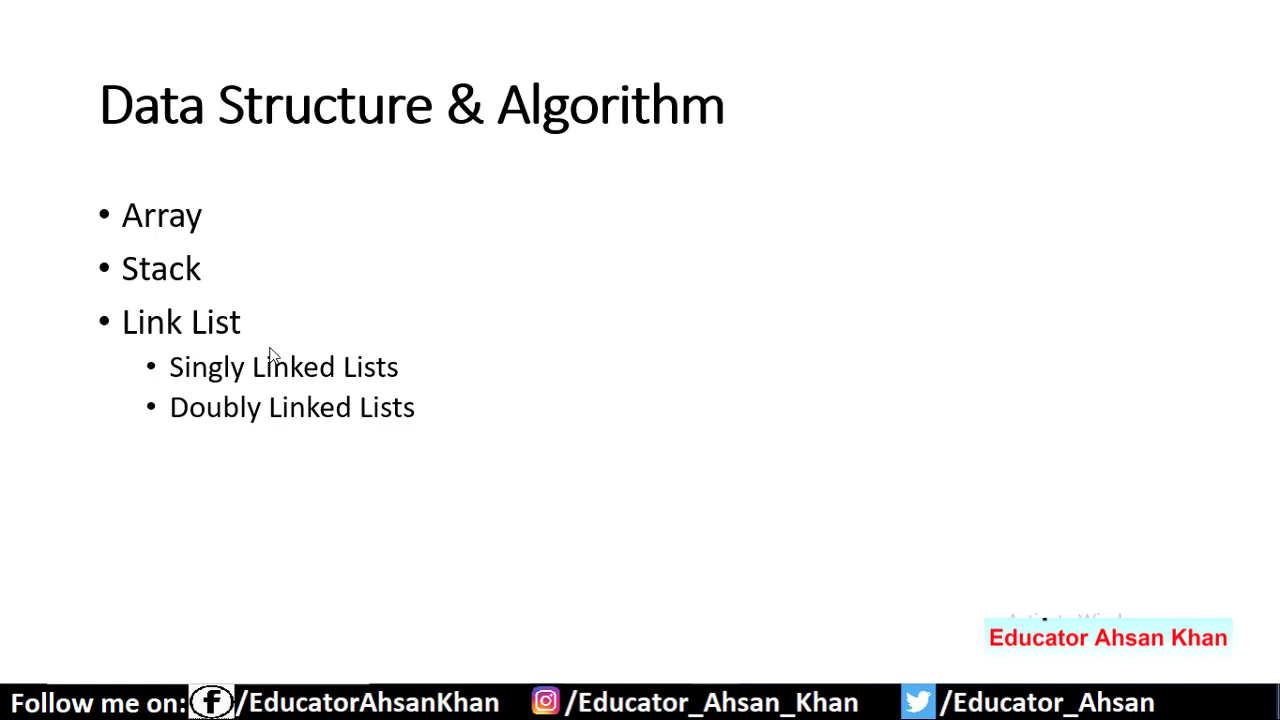 Data Structure & Algorithm
• Array
• Stack
• Link List
• Singly Linked Lists
• Doubly Linked Lists
Educator Ahsan Khan
Follow me on: f /EducatorAhsanKhan /Educator_Ahsan_Khan /Educator_Ahsan